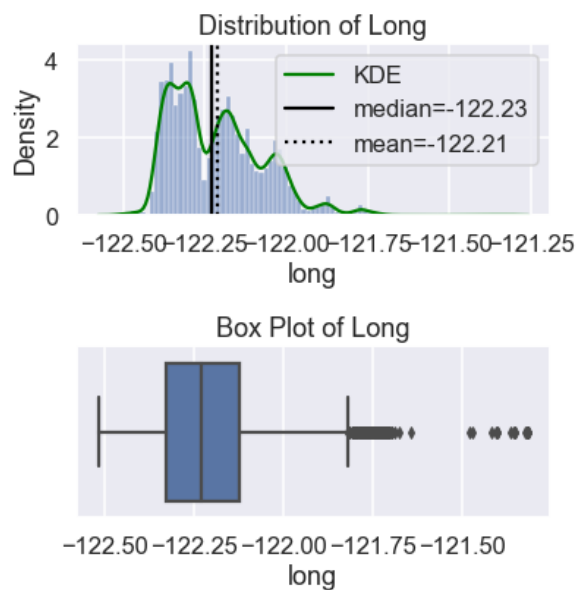 Distribution of Long
4
2
0
Density
KDE
median=-122.23
mean=-122.21
−122.50−122.25−122.00−121.75−121.50−121.25
long
Box Plot of Long
−122.50−122.25−122.00−121.75−121.50
long